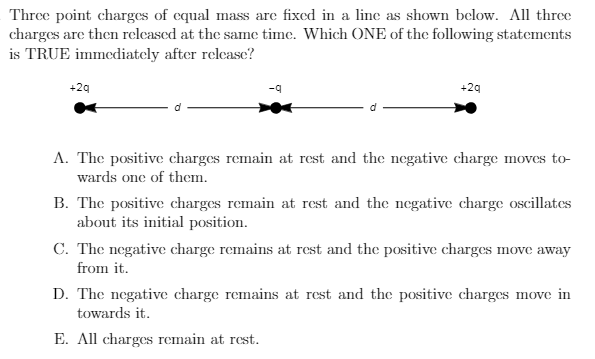 Three point charges of equal mass are fixed in a line as shown below. All three
charges are then released at the same time. Which ONE of the following statements
is TRUE immediately after release?
+2q -q +2q
d d
A. The positive charges remain at rest and the negative charge moves to-
wards one of them.
B. The positive charges remain at rest and the negative charge oscillates
about its initial position.
C. The negative charge remains at rest and the positive charges move away
from it.
D. The negative charge remains at rest and the positive charges move in
towards it.
E. All charges remain at rest.